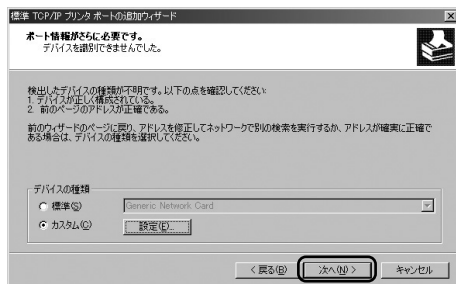 標準 TCP/IP プリンタ ポートの追加ウィザード
ポート情報がさらに必要です。
デバイスを識別できませんでした。
検出したデバイスの種類が不明です。以下の点を確認してください:
1. デバイスが正しく構成されている。
2. 前のページのアドレスが正確である。
前のウィザードのページに戻り、アドレスを修正してネットワークで別の検索を実行するか、アドレスが確実に正確で
ある場合は、デバイスの種類を選択してください。
デバイスの種類
標準(S)
Generic Network Card
カスタム(C)
設定(E)...
< 戻る(B)
次へ(N) >
キャンセル